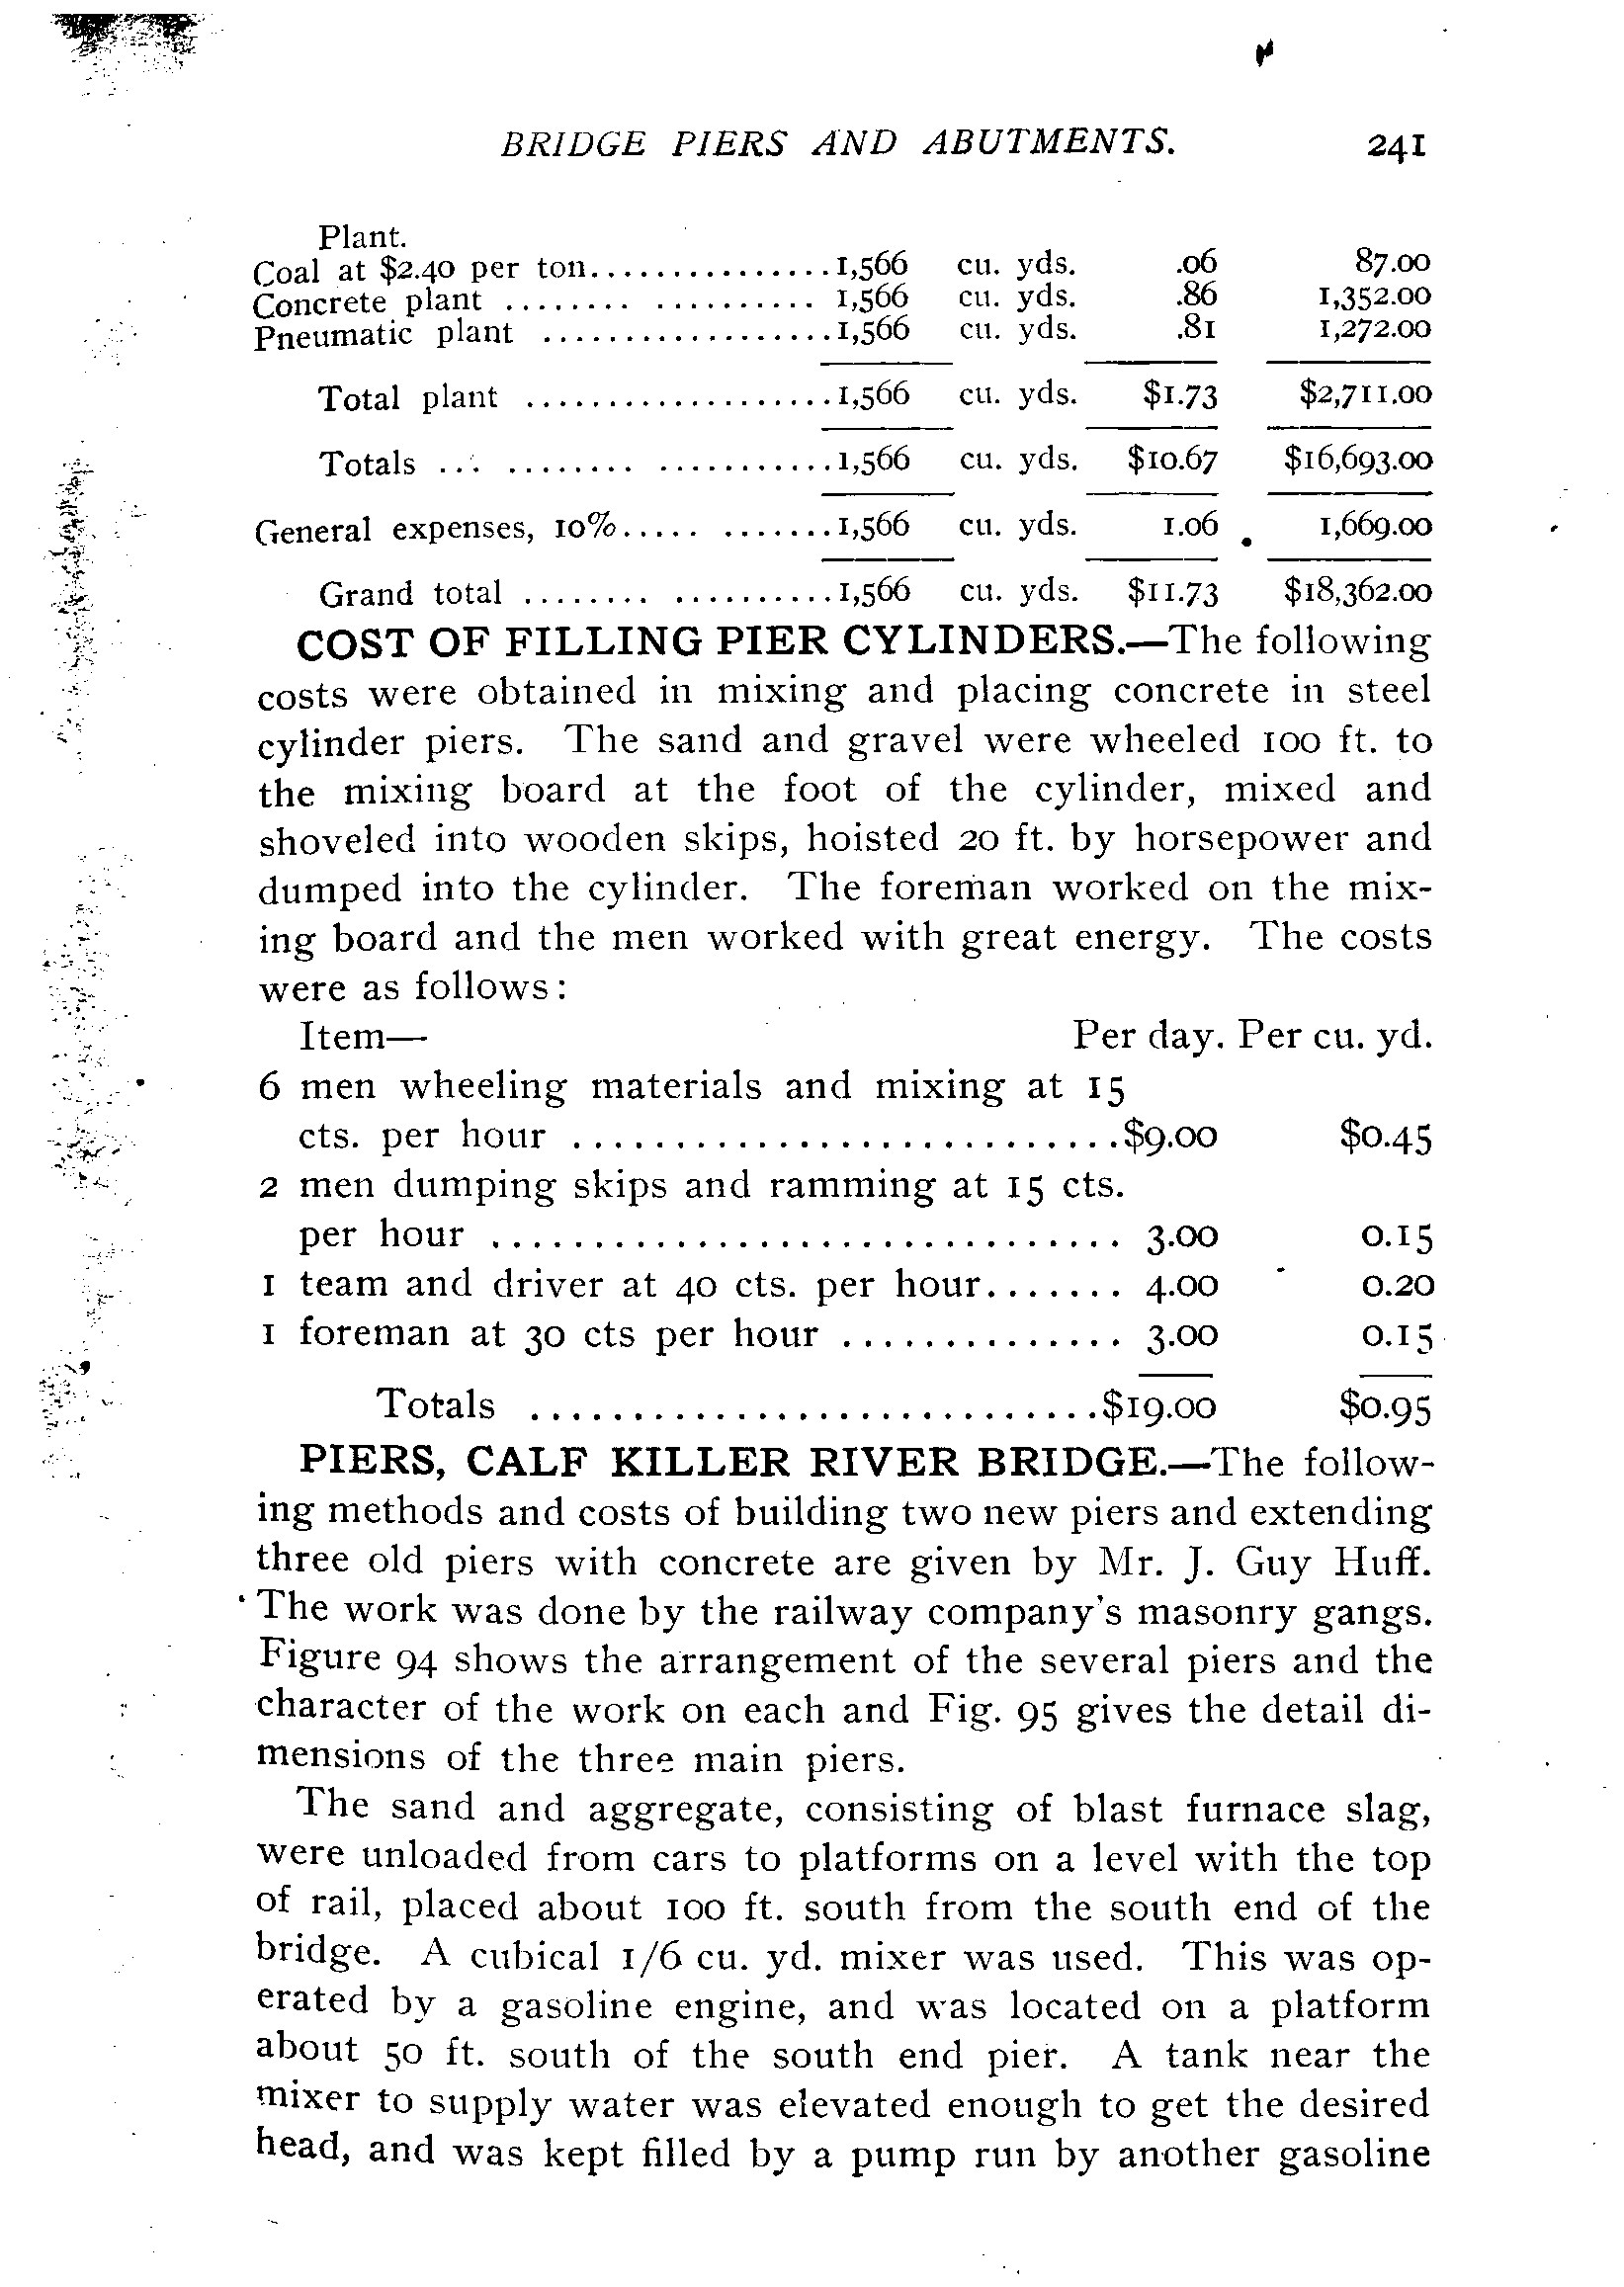 BRIDGE PIERS AND ABUTMENTS. 241
Plant.
Coal at $2.40 per ton...............1,566 cu. yds. .06 87.00
Concrete plant ........ .......... 1,566 cu. yds. .86 1,352.00
Pneumatic plant ..................1,566 cu. yds. .81 1,272.00
Total plant ...................1,566 cu. yds. $1.73 $2,711.00
Totals ... ........ ...........1,566 cu. yds. $10.67 $16,693.00
General expenses, 10%..... .......1,566 cu. yds. 1.06 1,669.00
Grand total ........ ..........1,566 cu. yds. $11.73 $18,362.00
COST OF FILLING PIER CYLINDERS.—The following
costs were obtained in mixing and placing concrete in steel
cylinder piers. The sand and gravel were wheeled 100 ft. to
the mixing board at the foot of the cylinder, mixed and
shoveled into wooden skips, hoisted 20 ft. by horsepower and
dumped into the cylinder. The foreman worked on the mix-
ing board and the men worked with great energy. The costs
were as follows:
Item— Per day. Per cu. yd.
6 men wheeling materials and mixing at 15
cts. per hour ...........................$9.00 $0.45
2 men dumping skips and ramming at 15 cts.
per hour ............................... 3.00 0.15
1 team and driver at 40 cts. per hour....... 4.00 0.20
1 foreman at 30 cts per hour .............. 3.00 0.15
Totals ............................$19.00 $0.95
PIERS, CALF KILLER RIVER BRIDGE.—The follow-
ing methods and costs of building two new piers and extending
three old piers with concrete are given by Mr. J. Guy Huff.
The work was done by the railway company's masonry gangs.
Figure 94 shows the arrangement of the several piers and the
character of the work on each and Fig. 95 gives the detail di-
mensions of the three main piers.
The sand and aggregate, consisting of blast furnace slag,
were unloaded from cars to platforms on a level with the top
of rail, placed about 100 ft. south from the south end of the
bridge. A cubical 1/6 cu. yd. mixer was used. This was op-
erated by a gasoline engine, and was located on a platform
about 50 ft. south of the south end pier. A tank near the
mixer to supply water was elevated enough to get the desired
head, and was kept filled by a pump run by another gasoline